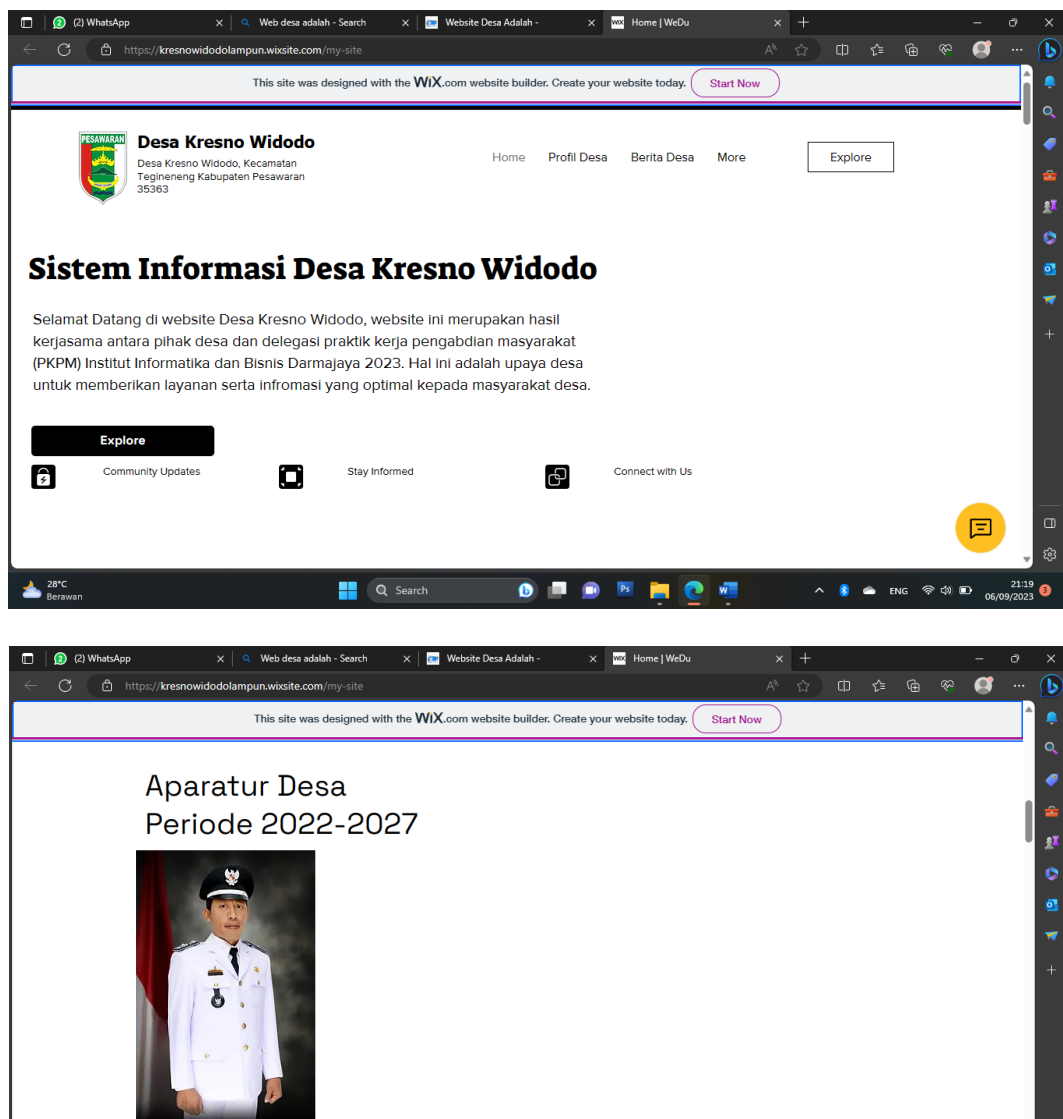 (2) WhatsApp
Web desa adalah - Search
Website Desa Adalah -
WIX Home | WeDu
https://kresnowidodolampun.wixsite.com/my-site
This site was designed with the WiX.com website builder. Create your website today. Start Now
PESAWARAN
Desa Kresno Widodo
Desa Kresno Widodo, Kecamatan
Tegineneng Kabupaten Pesawaran
35363
Home Profil Desa Berita Desa More Explore
Sistem Informasi Desa Kresno Widodo
Selamat Datang di website Desa Kresno Widodo, website ini merupakan hasil
kerjasama antara pihak desa dan delegasi praktik kerja pengabdian masyarakat
(PKPM) Institut Informatika dan Bisnis Darmajaya 2023. Hal ini adalah upaya desa
untuk memberikan layanan serta infromasi yang optimal kepada masyarakat desa.
Explore
Community Updates Stay Informed Connect with Us
28°C
Berawan
Search
Ps
ENG
21:19
06/09/2023
3
(2) WhatsApp
Web desa adalah - Search
Website Desa Adalah -
WIX Home | WeDu
https://kresnowidodolampun.wixsite.com/my-site
This site was designed with the WiX.com website builder. Create your website today. Start Now
Aparatur Desa
Periode 2022-2027